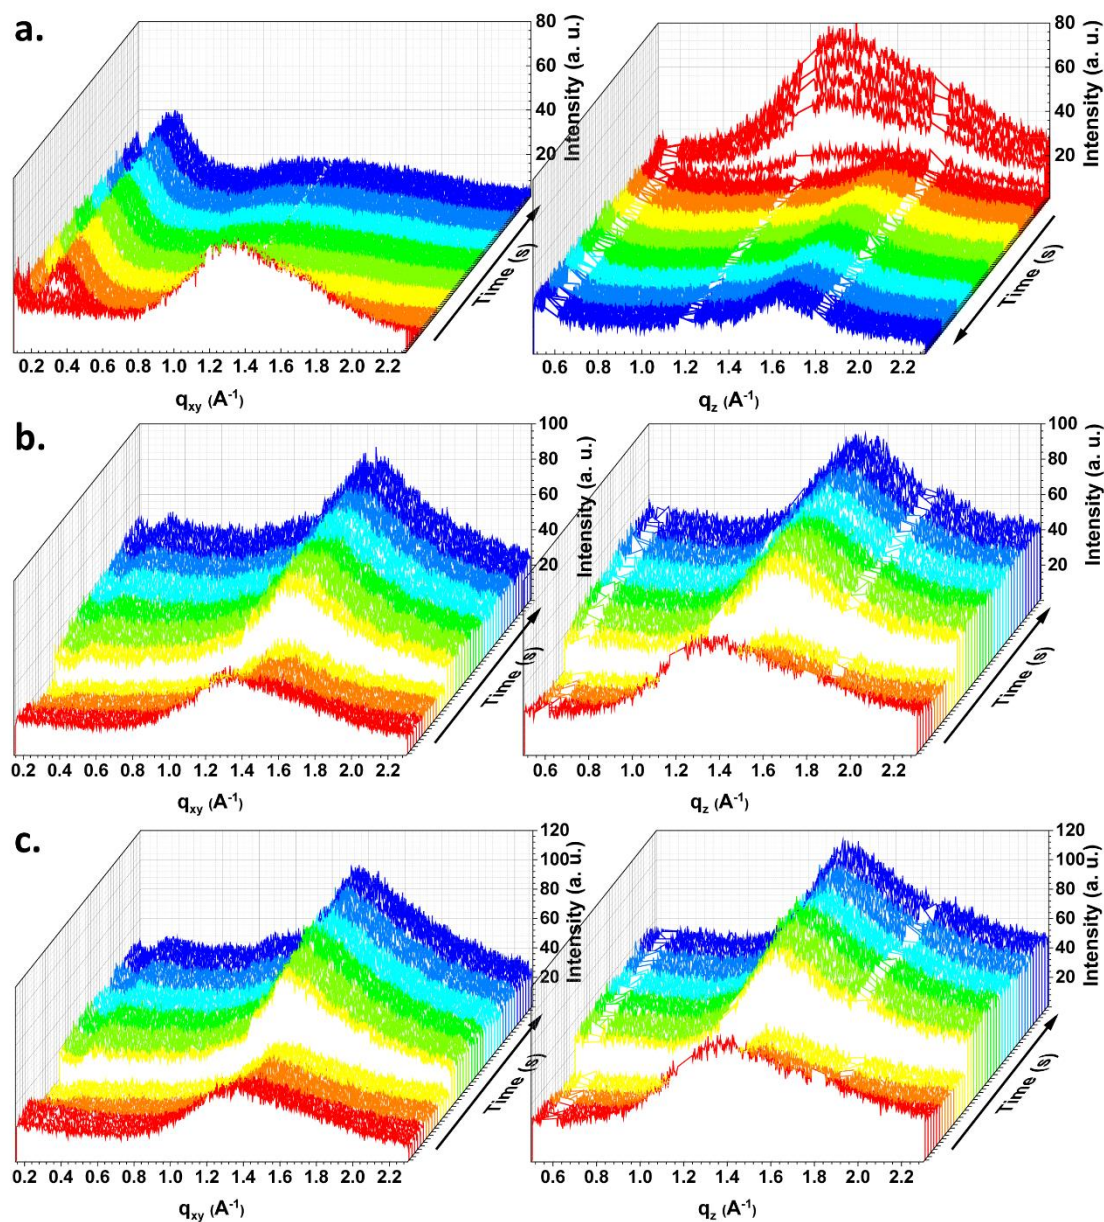 a.
80
60
40
20
Intensity (a. u.)
Time (s)
0.2 0.4 0.6 0.8 1.0 1.2 1.4 1.6 1.8 2.0 2.2
qxy (A-1)
80
60
40
20
Intensity (a. u.)
Time (s)
0.6 0.8 1.0 1.2 1.4 1.6 1.8 2.0 2.2
qz (A-1)
b.
100
80
60
40
20
Intensity (a. u.)
Time (s)
0.2 0.4 0.6 0.8 1.0 1.2 1.4 1.6 1.8 2.0 2.2
qxy (A-1)
100
80
60
40
20
Intensity (a. u.)
Time (s)
0.6 0.8 1.0 1.2 1.4 1.6 1.8 2.0 2.2
qz (A-1)
c.
120
100
80
60
40
20
Intensity (a. u.)
Time (s)
0.2 0.4 0.6 0.8 1.0 1.2 1.4 1.6 1.8 2.0 2.2
qxy (A-1)
120
100
80
60
40
20
Intensity (a. u.)
Time (s)
0.6 0.8 1.0 1.2 1.4 1.6 1.8 2.0 2.2
qz (A-1)